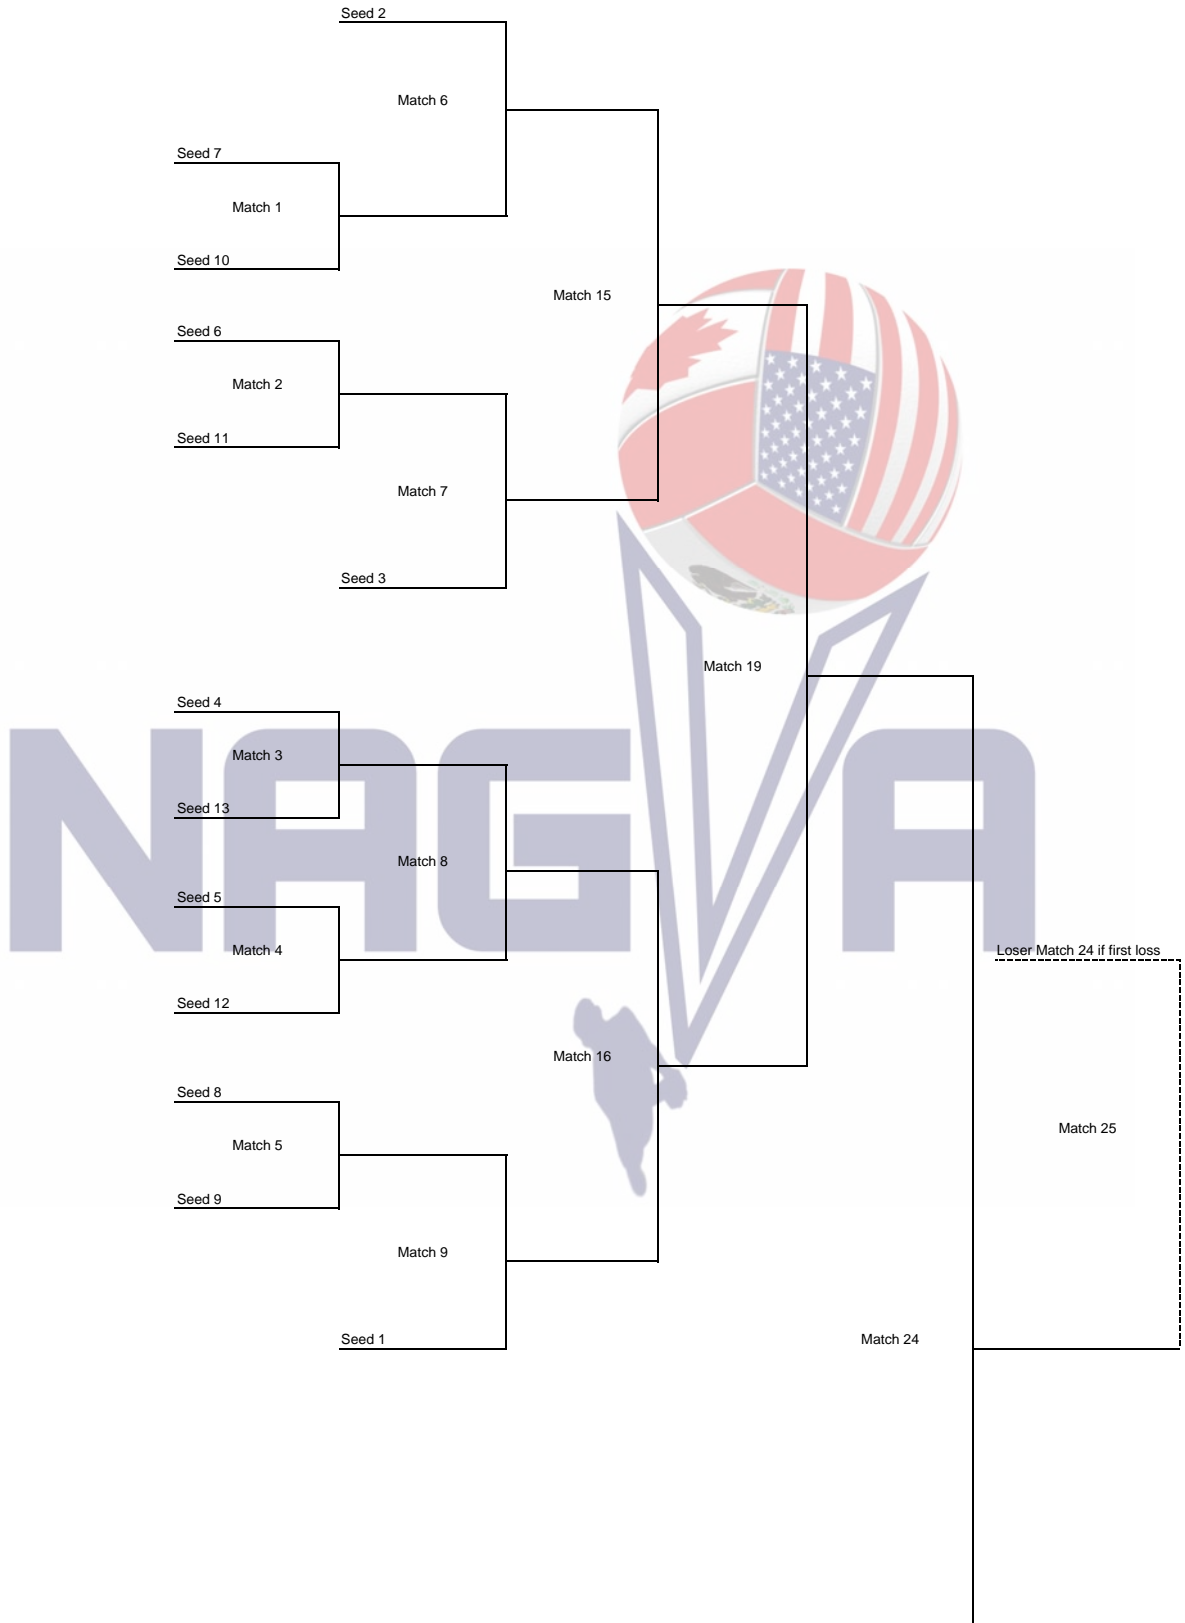 Seed 2
Match 6
Seed 7
Match 1
Seed 10
Match 15
Seed 6
Match 2
Seed 11
Match 7
Seed 3
Match 19
Seed 4
Match 3
Seed 13
Match 8
Seed 5
Match 4
Seed 12
NAGVA
Loser Match 24 if first loss
Match 16
Seed 8
Match 5
Seed 9
Match 25
Match 9
Seed 1
Match 24